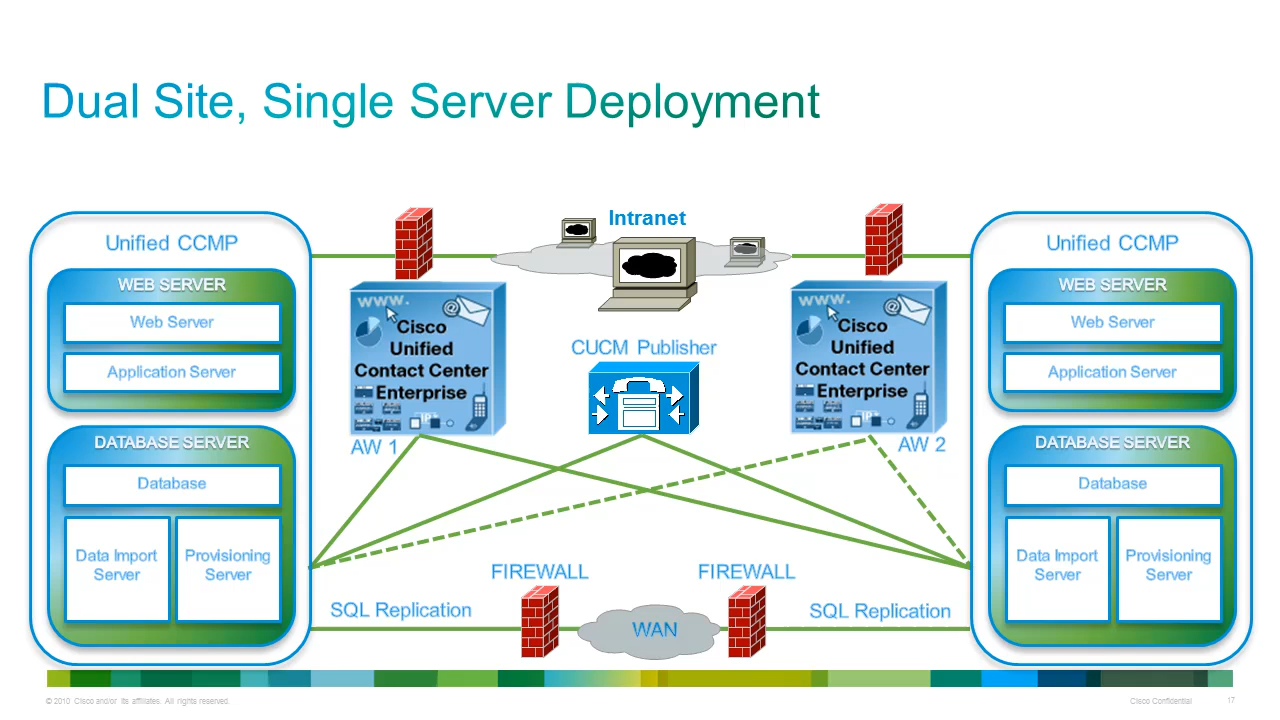 Dual Site, Single Server Deployment
Intranet
Unified CCMP
WEB SERVER
Web Server
Application Server
DATABASE SERVER
Database
Data Import
Server
Provisioning
Server
www.
@
Cisco
Unified
Contact Center
Enterprise
IP
AW 1
CUCM Publisher
www.
@
Cisco
Unified
Contact Center
Enterprise
IP
AW 2
Unified CCMP
WEB SERVER
Web Server
Application Server
DATABASE SERVER
Database
Data Import
Server
Provisioning
Server
FIREWALL
FIREWALL
SQL Replication
WAN
SQL Replication
© 2010 Cisco and/or its affiliates. All rights reserved.
Cisco Confidential
17